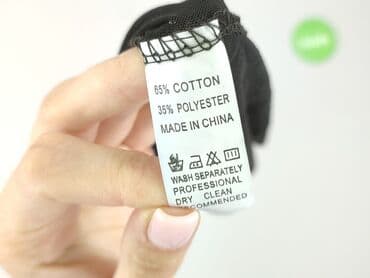 65% COTTON
35% POLYESTER
MADE IN CHINA
WASH SEPARATELY
PROFESSIONAL
DRY CLEAN
RECOMMENDED